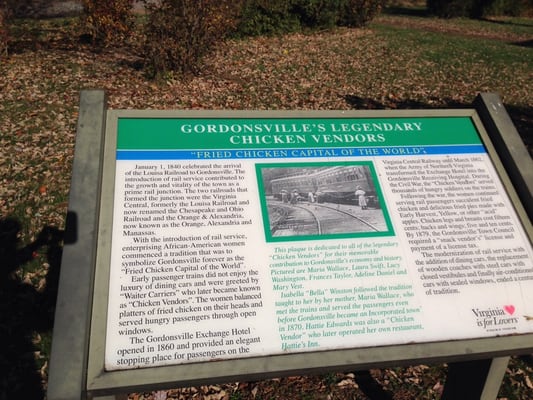 GORDONSVILLE'S LEGENDARY
CHICKEN VENDORS
"FRIED CHICKEN CAPITAL OF THE WORLD"
January 1, 1840 celebrated the arrival
of the Louisa Railroad to Gordonsville. The
introduction of rail service contributed to
the growth and vitality of the town as a
prime rail junction. The two railroads that
formed the junction were the Virginia
Central, formerly the Louisa Railroad and
now renamed the Chesapeake and Ohio
Railroad and the Orange & Alexandria,
now known as the Orange, Alexandria and
Manassas.
With the introduction of rail service,
enterprising African-American women
commenced a tradition that was to
symbolize Gordonsville forever as the
"Fried Chicken Capital of the World".
Early passenger trains did not enjoy the
luxury of dining cars and were greeted by
"Waiter Carriers" who later became known
as "Chicken Vendors". The women balanced
platters of fried chicken on their heads and
served hungry passengers through open
windows.
The Gordonsville Exchange Hotel
opened in 1860 and provided an elegant
stopping place for passengers on the
This plaque is dedicated to all of the legendary
"Chicken Vendors" for their memorable
contribution to Gordonsville's economy and history.
Pictured are Maria Wallace, Laura Swift, Lucy
Washington, Frances Taylor, Adeline Daniel and
Mary Vest.
Isabella "Bella" Winston followed the tradition
taught to her by her mother, Maria Wallace, who
met the trains and served the passengers even
before Gordonsville became an Incorporated town
in 1870. Hattie Edwards was also a "Chicken
Vendor" who later operated her own restaurant,
Hattie's Inn.
Virginia Central Railway until March 1862,
when the Army of Northern Virginia
transformed the Exchange Hotel into the
Gordonsville Receiving Hospital. During
the Civil War, the "Chicken Vendors" served
thousands of hungry soldiers on the trains.
Following the war, the women continued
serving rail passengers succulent fried
chicken and delicious fried pies made with
Early Harvest, 'fellow, or other "acid"
apples. Chicken legs and breasts cost fifteen
cents; backs and wings, five and ten cents.
By 1879, the Gordonsville Town Council
required a "snack vendor's" license and
payment of a license tax.
The modernization of rail service with
the addition of dining cars, the replacement
of wooden coaches with steel cars with
closed vestibules and finally air-conditioned
cars with sealed windows, ended a century
of tradition.
Virginia
is for Lovers